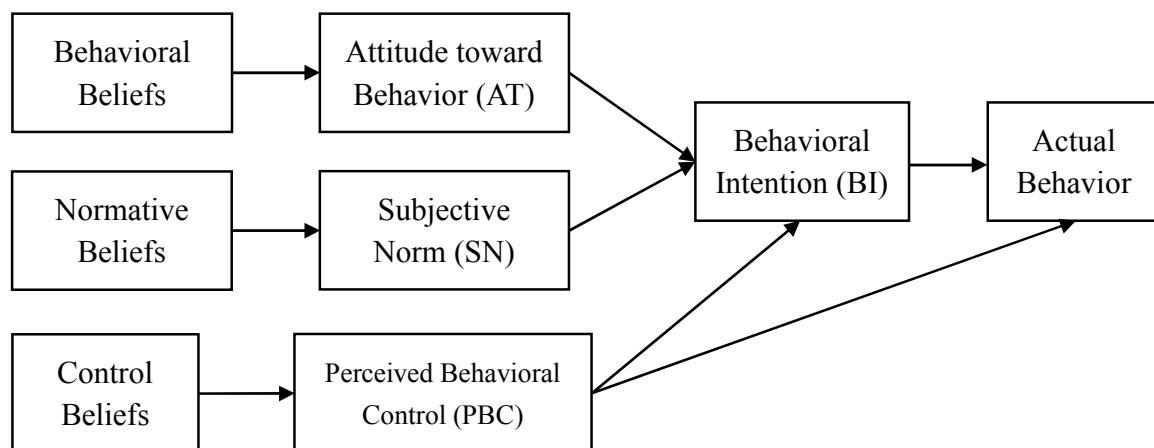 Behavioral
Beliefs
Attitude toward
Behavior (AT)
Behavioral
Intention (BI)
Actual
Behavior
Normative
Beliefs
Subjective
Norm (SN)
Control
Beliefs
Perceived Behavioral
Control (PBC)